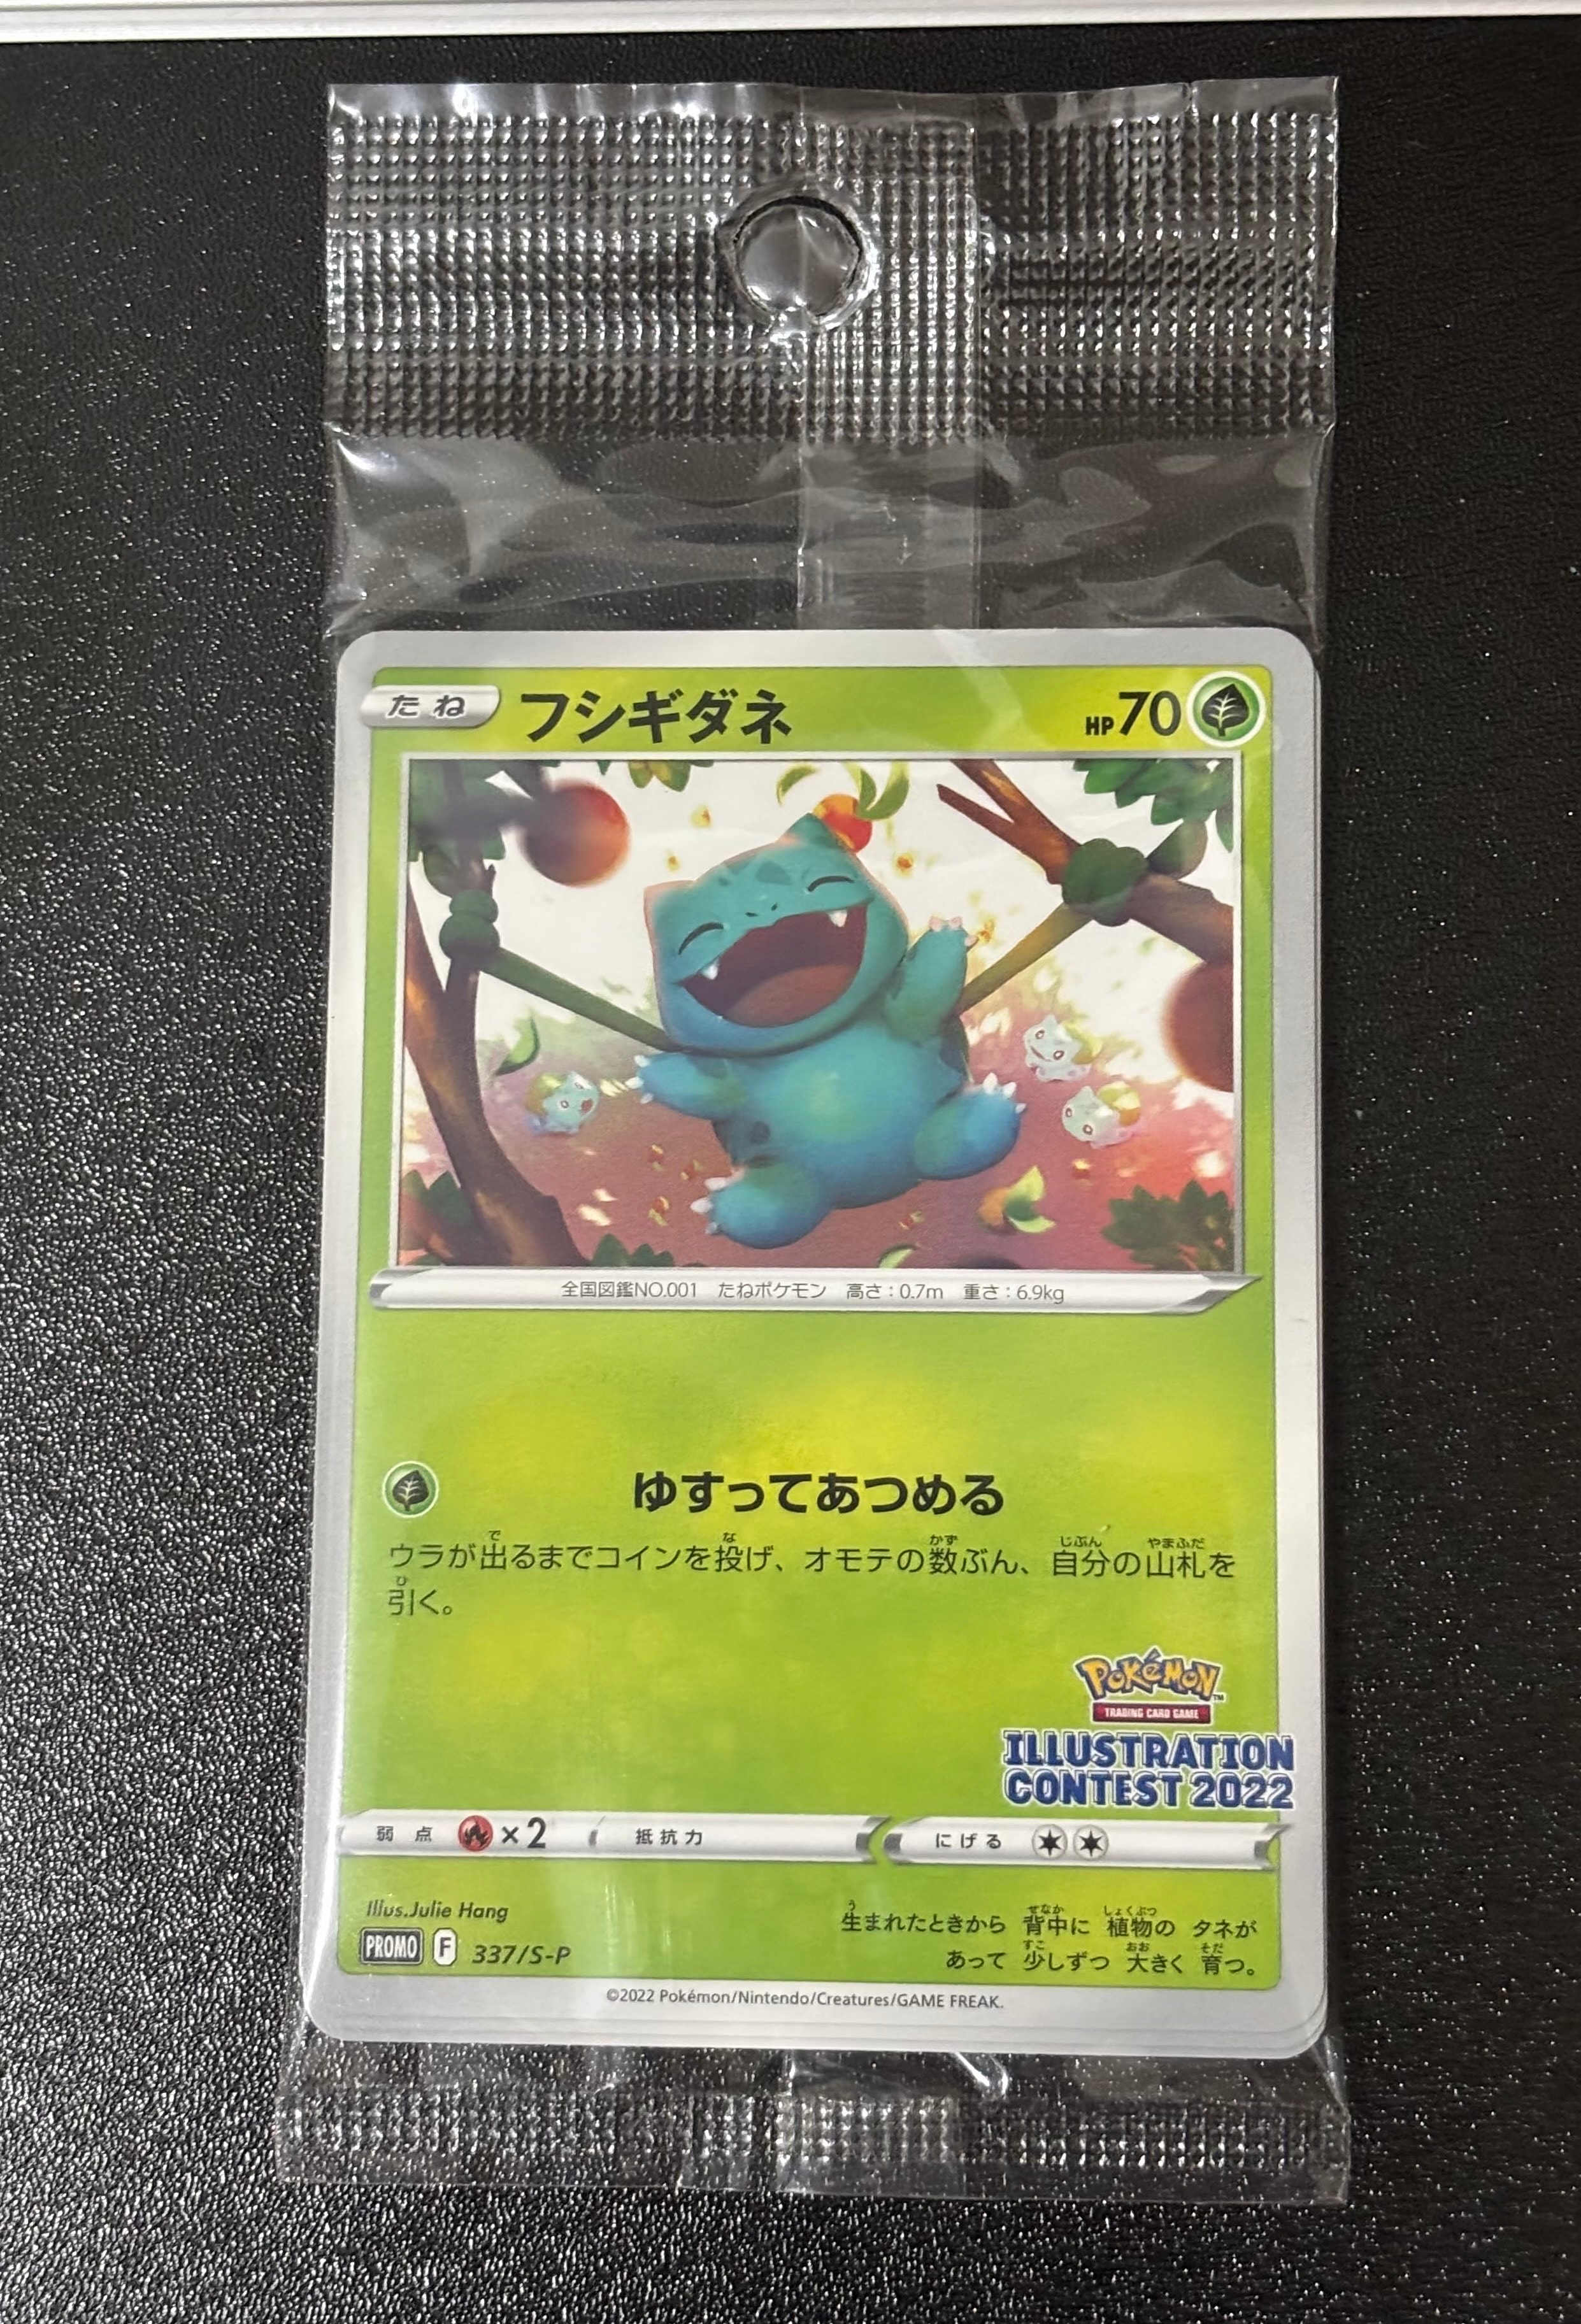 たね フシギダネ HP70
全国図鑑NO.001 たねポケモン 高さ:0.7m 重さ:6.9kg
ゆすってあつめる
ウラが出るまでコインを投げ、オモテの数ぶん、自分の山札を
引く。
POKéMON
TRADING CARD GAME
ILLUSTRATION
CONTEST 2022
弱点 ×2 抵抗力 にげる
Illus.Julie Hang
PROMO F 337/S-P
生まれたときから 背中に 植物の タネが
あって 少しずつ 大きく 育つ。
©2022 Pokémon/Nintendo/Creatures/GAME FREAK.